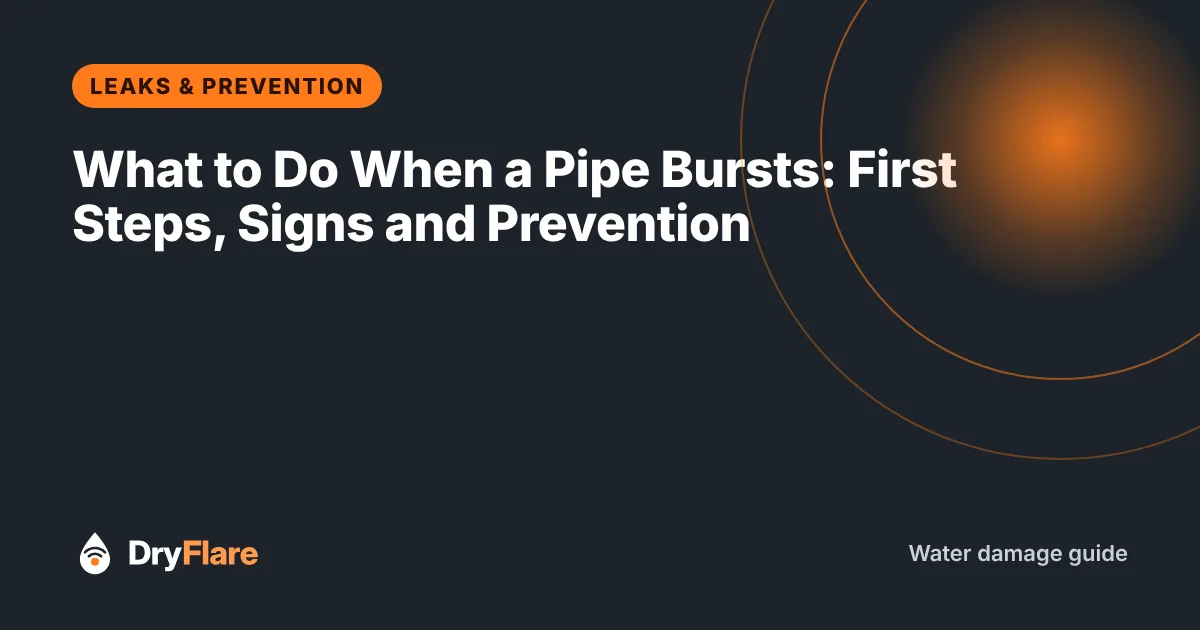 LEAKS & PREVENTION
What to Do When a Pipe Bursts: First
Steps, Signs and Prevention
DryFlare
Water damage guide